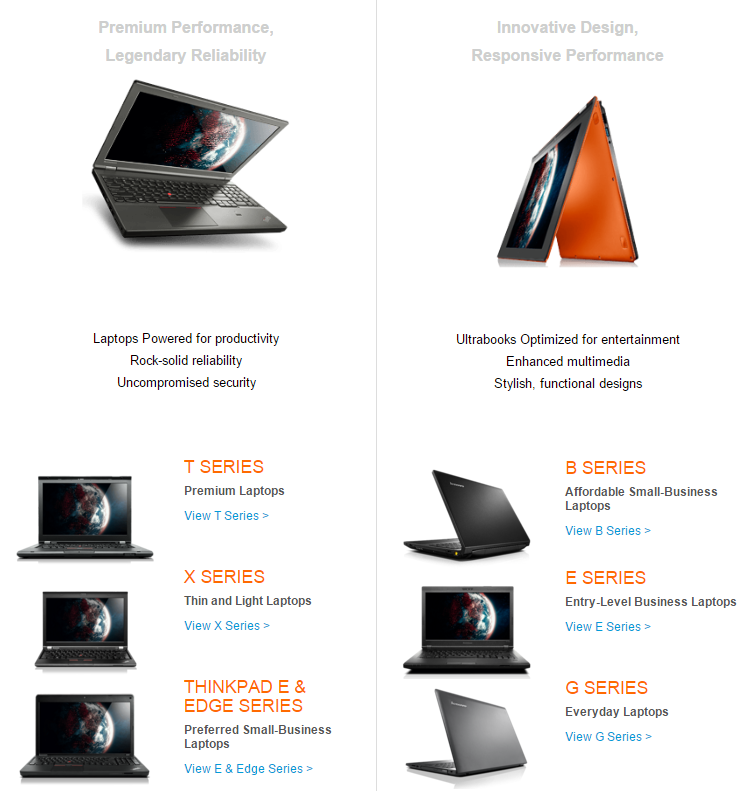 Premium Performance,
Legendary Reliability
Laptops Powered for productivity
Rock-solid reliability
Uncompromised security
T SERIES
Premium Laptops
View T Series >
X SERIES
Thin and Light Laptops
View X Series >
THINKPAD E &
EDGE SERIES
Preferred Small-Business
Laptops
View E & Edge Series >
Innovative Design,
Responsive Performance
Ultrabooks Optimized for entertainment
Enhanced multimedia
Stylish, functional designs
B SERIES
Affordable Small-Business
Laptops
View B Series >
E SERIES
Entry-Level Business Laptops
View E Series >
G SERIES
Everyday Laptops
View G Series >